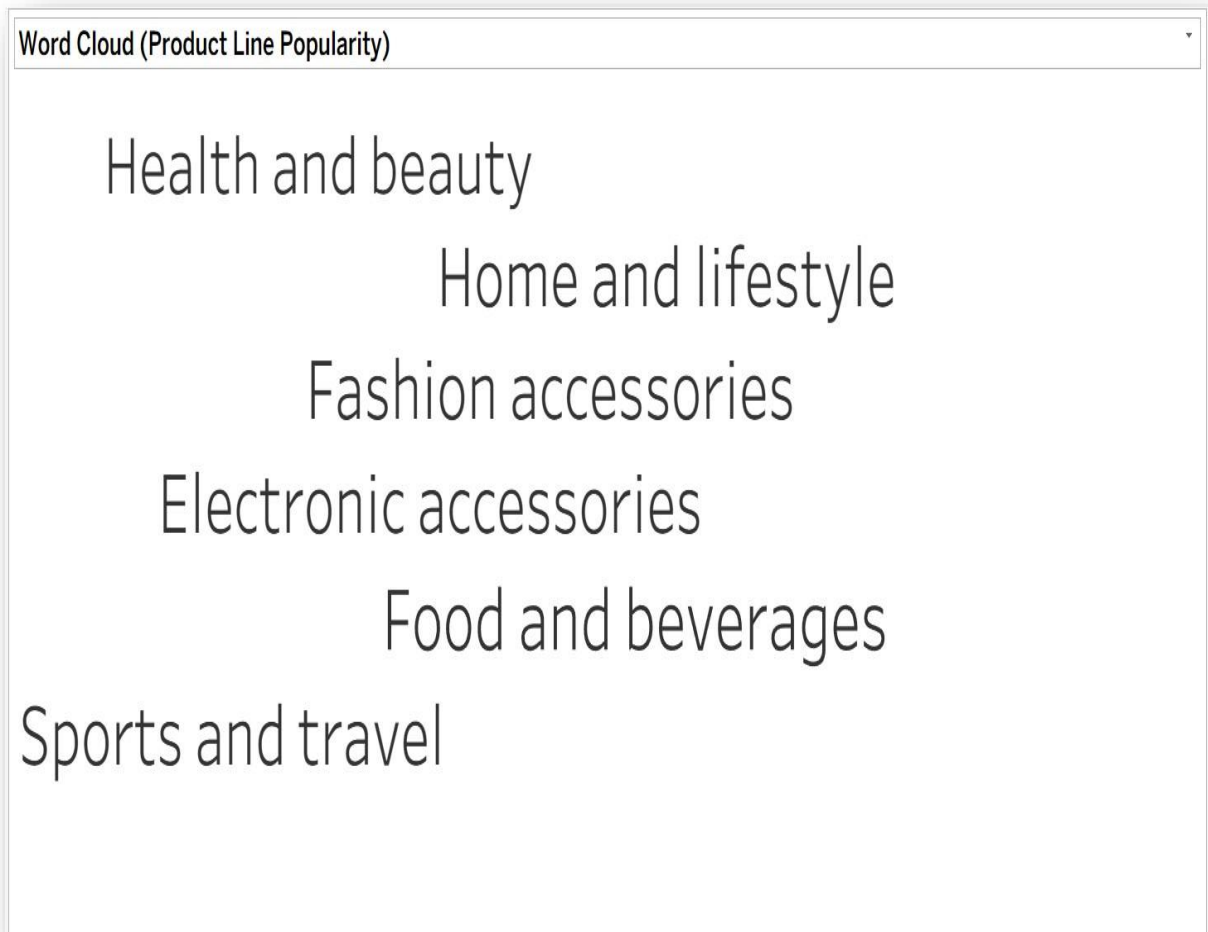 Word Cloud (Product Line Popularity)
Health and beauty
Home and lifestyle
Fashion accessories
Electronic accessories
Food and beverages
Sports and travel